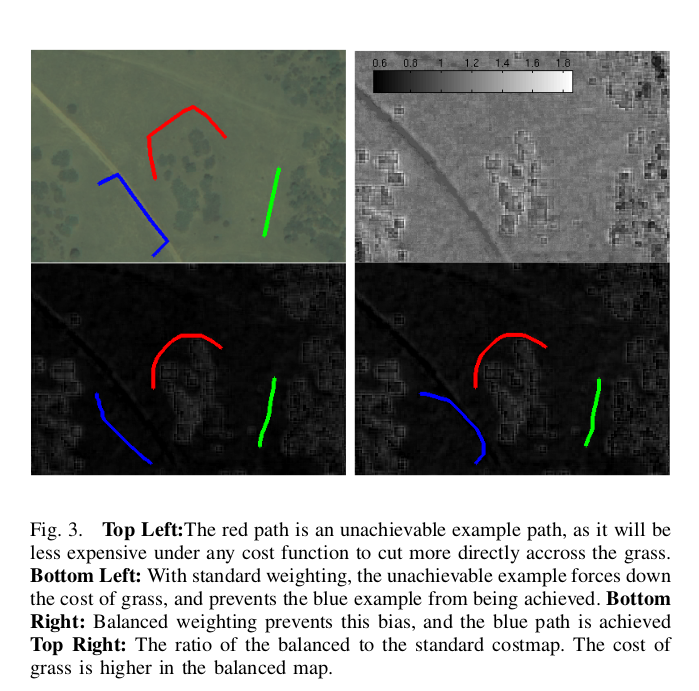 0.6 0.8 1 1.2 1.4 1.6 1.8
Fig. 3. Top Left:The red path is an unachievable example path, as it will be
less expensive under any cost function to cut more directly accross the grass.
Bottom Left: With standard weighting, the unachievable example forces down
the cost of grass, and prevents the blue example from being achieved. Bottom
Right: Balanced weighting prevents this bias, and the blue path is achieved
Top Right: The ratio of the balanced to the standard costmap. The cost of
grass is higher in the balanced map.